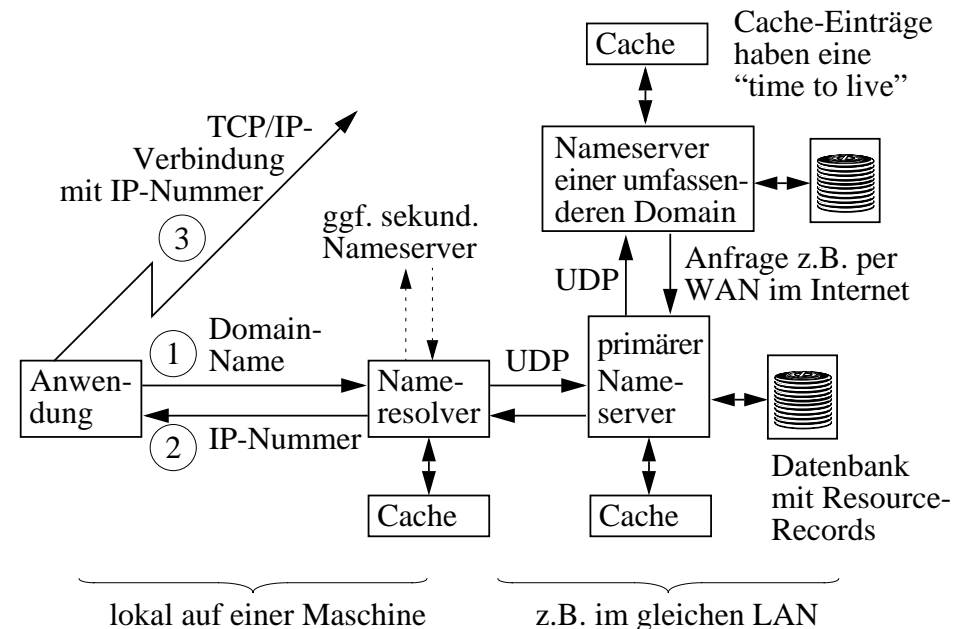 Cache
Cache-Einträge
haben eine
“time to live”
TCP/IP-
Verbindung
mit IP-Nummer
3
Nameserver
einer umfassen-
deren Domain
ggf. sekund.
Nameserver
UDP
Anfrage z.B. per
WAN im Internet
1
Domain-
Name
Anwen-
dung
2
IP-Nummer
Name-
resolver
UDP
primärer
Name-
server
Cache
Cache
Datenbank
mit Resource-
Records
lokal auf einer Maschine
z.B. im gleichen LAN